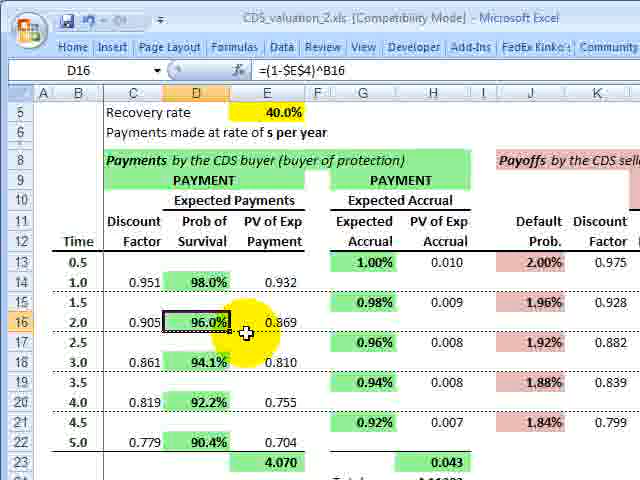 CDS_valuation_2.xls [Compatibility Mode] - Microsoft Excel
Home Insert Page Layout Formulas Data Review View Developer Add-Ins FedEx Kinko's Community
D16 fx =(1-$E$4)^B16
A B C D E F G H I J K
5 Recovery rate 40.0%
6 Payments made at rate of s per year
8 Payments by the CDS buyer (buyer of protection) Payoffs by the CDS sell
9 PAYMENT PAYMENT
10 Expected Payments Expected Accrual
11 Discount Prob of PV of Exp Expected PV of Exp Default Discount
12 Time Factor Survival Payment Accrual Accrual Prob. Factor
13 0.5 1.00% 0.010 2.00% 0.975
14 1.0 0.951 98.0% 0.932
15 1.5 0.98% 0.009 1.96% 0.928
16 2.0 0.905 96.0% 0.869
17 2.5 0.96% 0.008 1.92% 0.882
18 3.0 0.861 94.1% 0.810
19 3.5 0.94% 0.008 1.88% 0.839
20 4.0 0.819 92.2% 0.755
21 4.5 0.92% 0.007 1.84% 0.799
22 5.0 0.779 90.4% 0.704
23 4.070 0.043